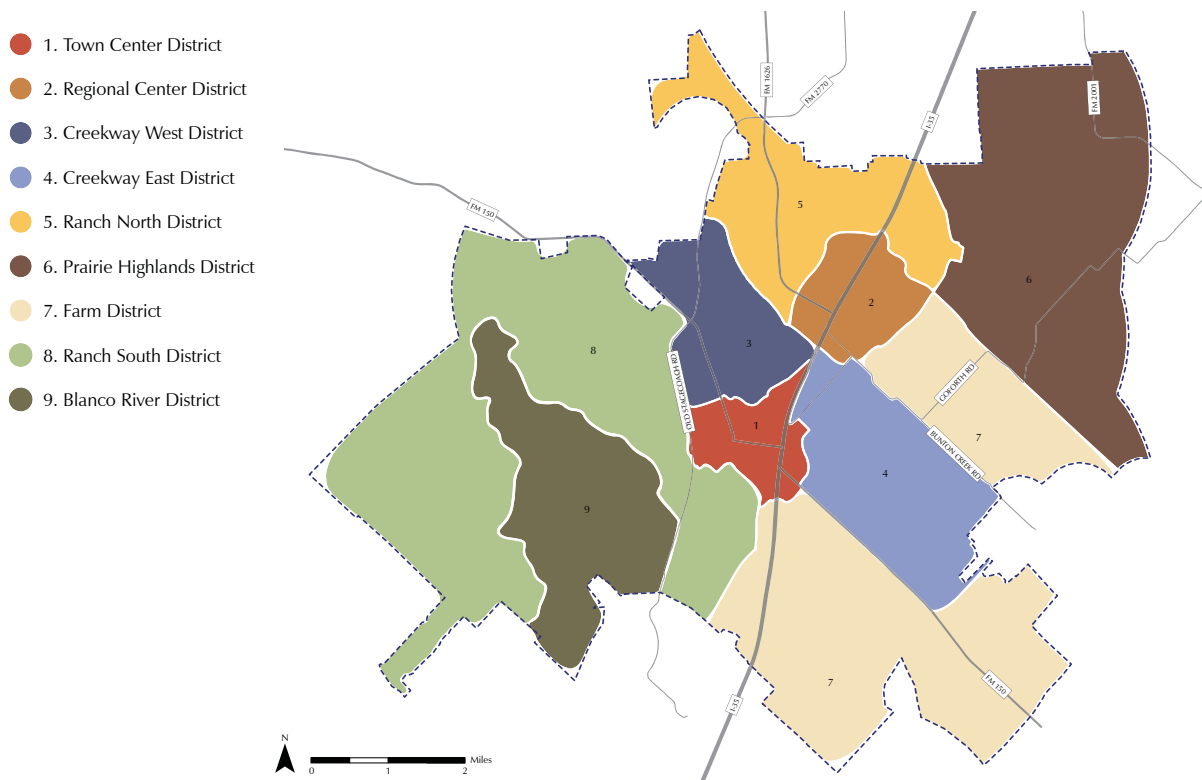 1. Town Center District
2. Regional Center District
3. Creekway West District
4. Creekway East District
5. Ranch North District
6. Prairie Highlands District
7. Farm District
8. Ranch South District
9. Blanco River District
FM 1626
FM 2770
FM 2001
I-35
FM 150
5
6
2
3
8
OLD STAGECOACH RD
GOFORTH RD
1
7
BUNTON CREEK RD
4
9
7
FM 150
I-35
N
0 1 2 Miles